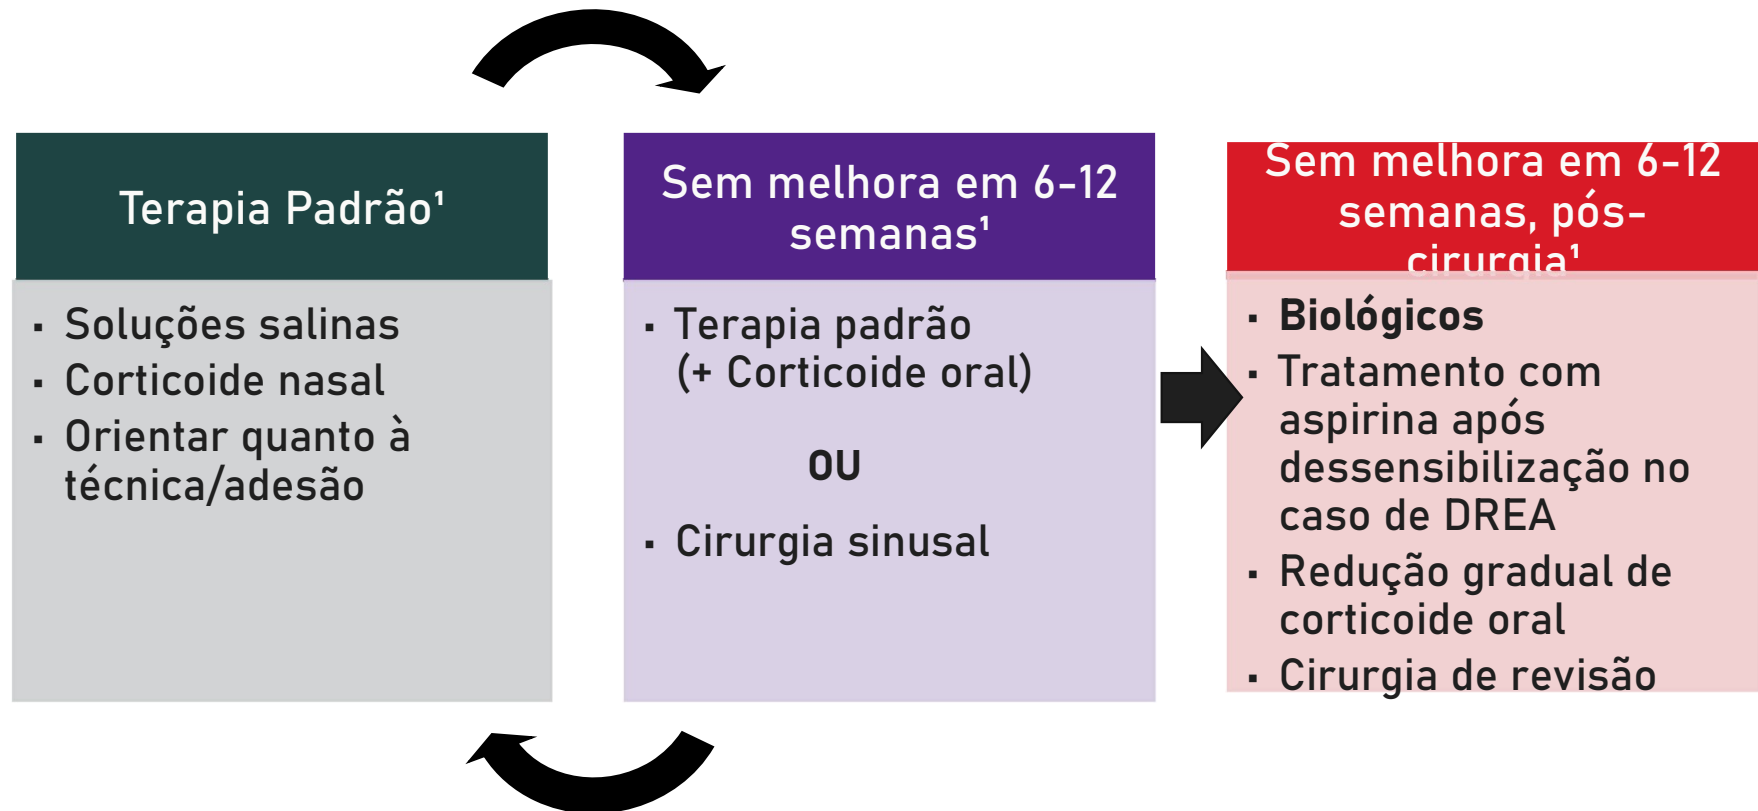 Terapia Padrão¹
▪ Soluções salinas
▪ Corticoide nasal
▪ Orientar quanto à
técnica/adesão
Sem melhora em 6-12
semanas¹
▪ Terapia padrão
(+ Corticoide oral)
OU
▪ Cirurgia sinusal
Sem melhora em 6-12
semanas, pós-
cirurgia¹
▪ Biológicos
▪ Tratamento com
aspirina após
dessensibilização no
caso de DREA
▪ Redução gradual de
corticoide oral
▪ Cirurgia de revisão